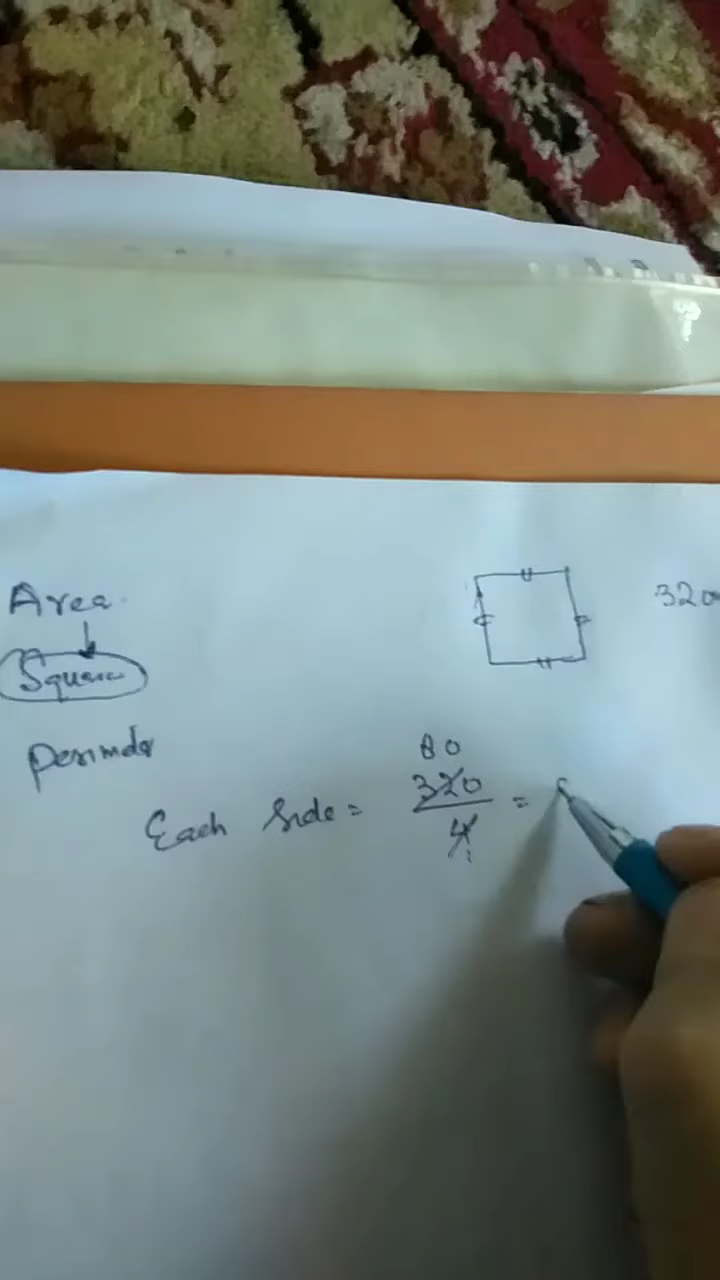 Area.
320
Square
Perimeter
80
Each Side = 320/4 =